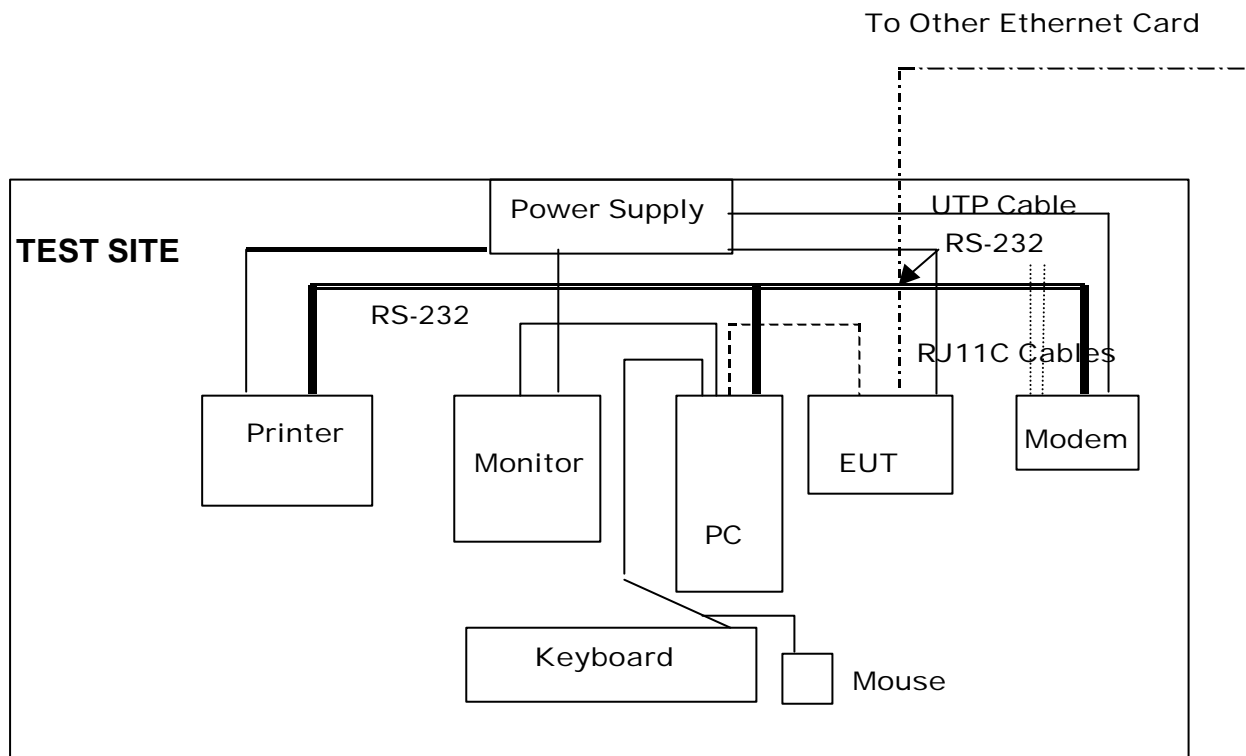 To Other Ethernet Card
Power Supply
UTP Cable
TEST SITE
RS-232
RS-232
RJ11C Cables
Printer
Modem
Monitor
EUT
PC
Keyboard
Mouse